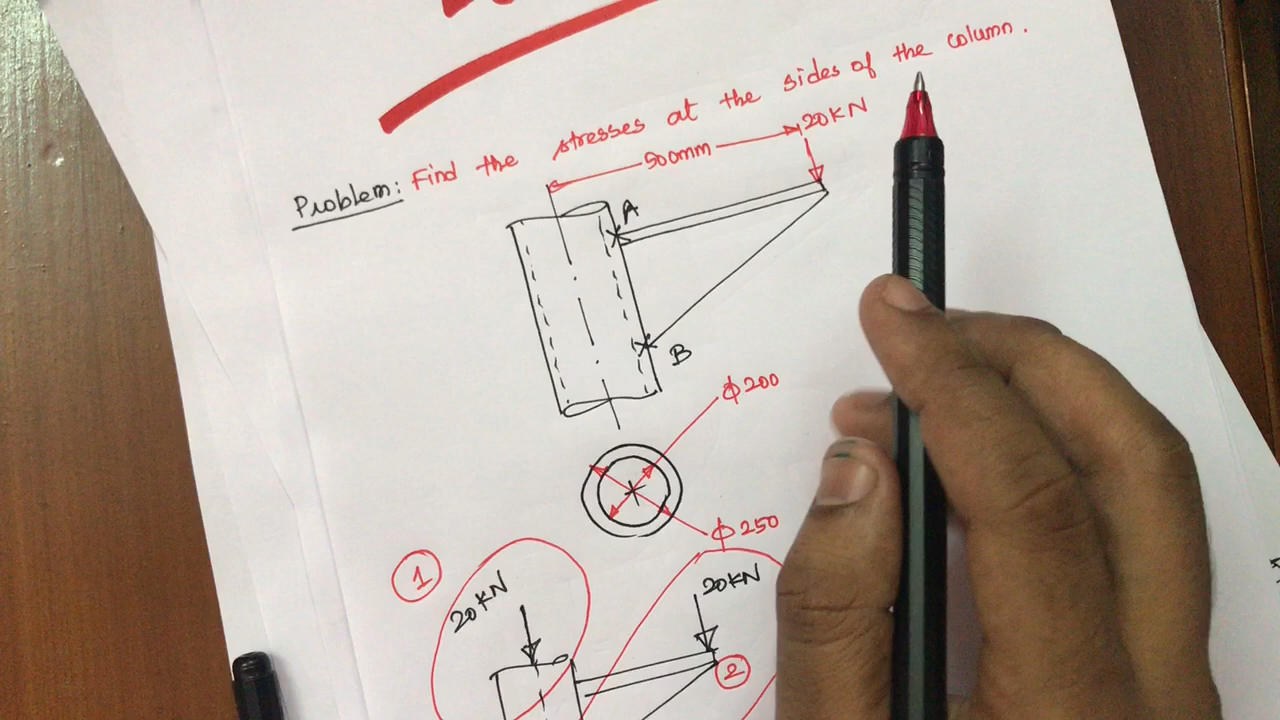 Problem: Find the stresses at the sides of the column.
500mm
20KN
A
B
ϕ200
ϕ250
1
20KN
20KN
2